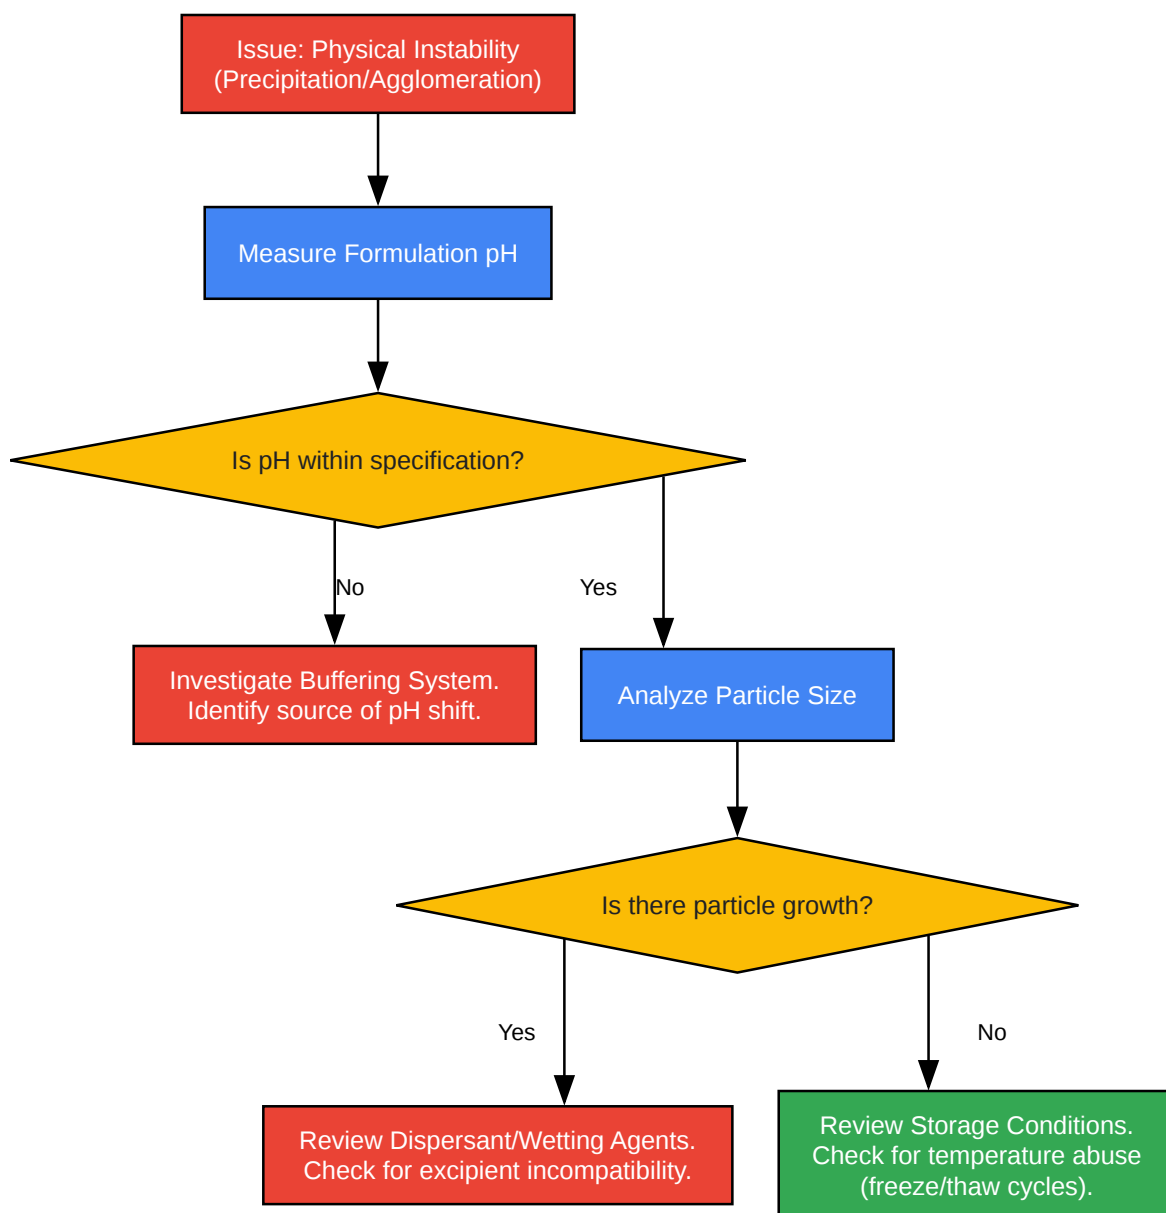 Issue: Physical Instability
(Precipitation/Agglomeration)
Measure Formulation pH
Is pH within specification?
No
Yes
Investigate Buffering System.
Identify source of pH shift.
Analyze Particle Size
Is there particle growth?
Yes
No
Review Dispersant/Wetting Agents.
Check for excipient incompatibility.
Review Storage Conditions.
Check for temperature abuse
(freeze/thaw cycles).